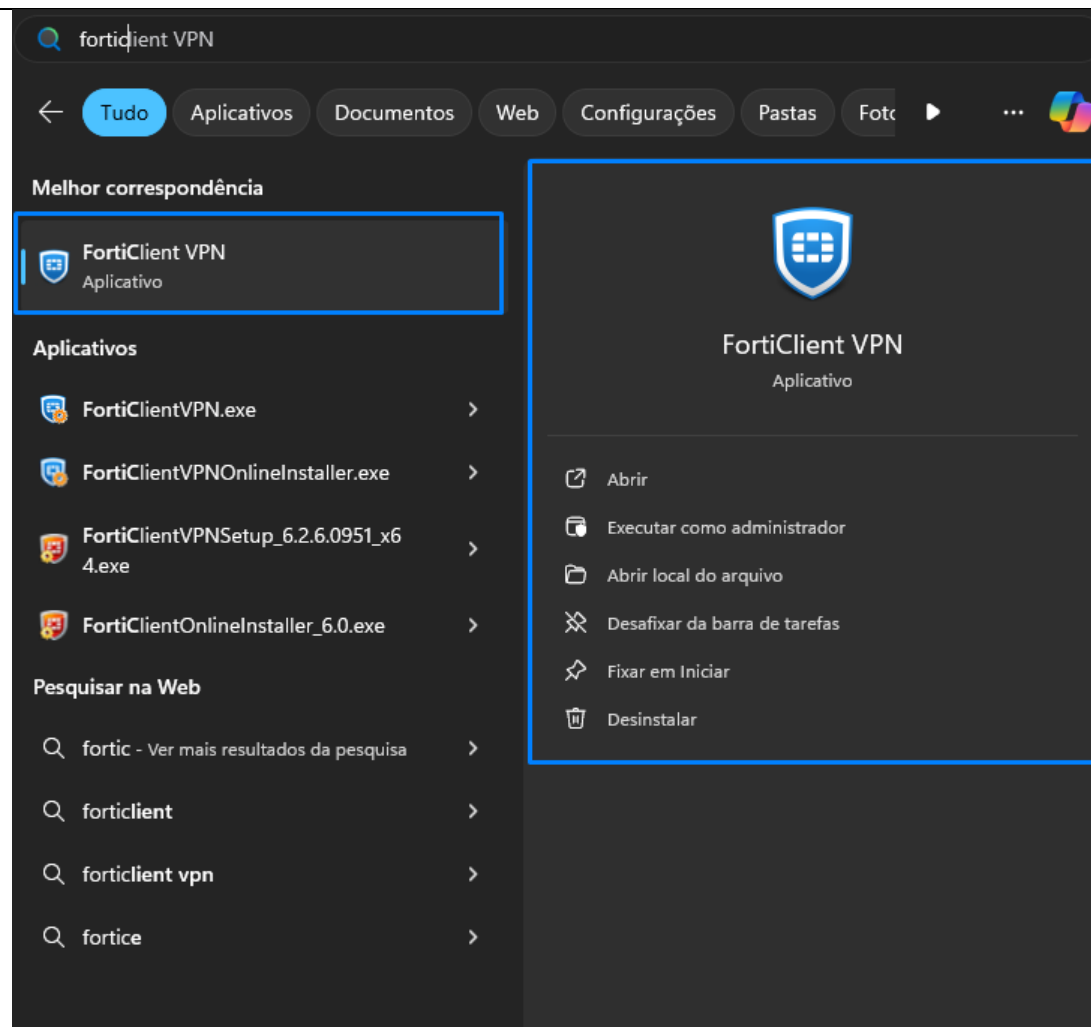 forticlient VPN
Tudo Aplicativos Documentos Web Configurações Pastas Fotc
Melhor correspondência
FortiClient VPN
Aplicativo
Aplicativos
FortiClientVPN.exe
FortiClientVPNOnlineInstaller.exe
FortiClientVPNSetup_6.2.6.0951_x6
4.exe
FortiClientOnlineInstaller_6.0.exe
Pesquisar na Web
fortic - Ver mais resultados da pesquisa
forticlient
forticlient vpn
fortice
FortiClient VPN
Aplicativo
Abrir
Executar como administrador
Abrir local do arquivo
Desafixar da barra de tarefas
Fixar em Iniciar
Desinstalar